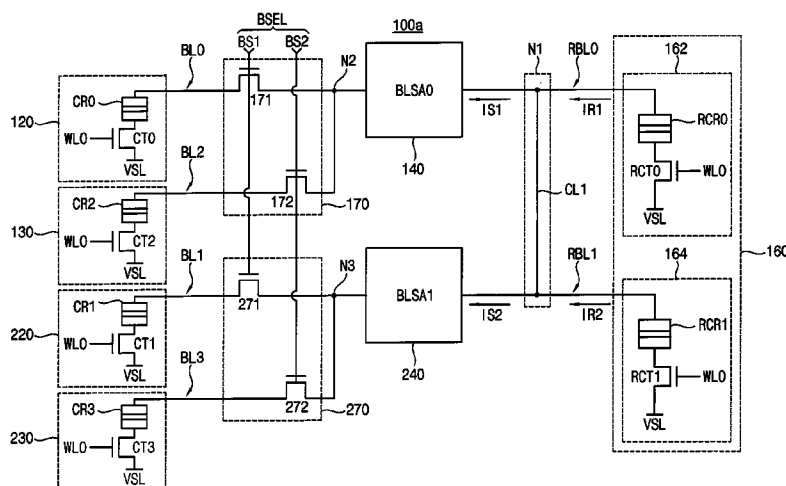 BSEL
100a
BL0
BS1
BS2
N2
N1
RBL0
162
CR0
171
BLSA0
IS1
IR1
120
WL0
CT0
VSL
RCR0
BL2
140
RCT0
WL0
172
170
CL1
VSL
CR2
130
WL0
CT2
VSL
BL1
N3
RBL1
164
160
CR1
271
BLSA1
IS2
IR2
220
WL0
CT1
VSL
RCR1
BL3
240
RCT1
WL0
272
270
VSL
CR3
230
WL0
CT3
VSL